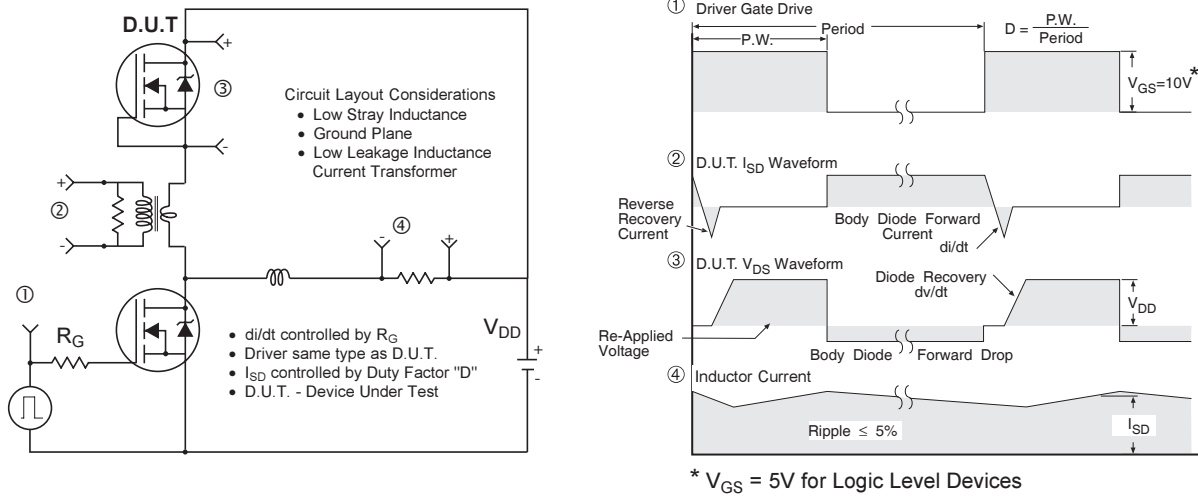 D.U.T
+
③
-
Circuit Layout Considerations
• Low Stray Inductance
• Ground Plane
• Low Leakage Inductance
Current Transformer
+
②
-
④
- +
①
R_G
V_DD
+
-
• di/dt controlled by R_G
• Driver same type as D.U.T.
• I_SD controlled by Duty Factor "D"
• D.U.T. - Device Under Test
① Driver Gate Drive
P.W.
Period
D = P.W. / Period
V_GS=10V*
② D.U.T. I_SD Waveform
Reverse
Recovery
Current
Body Diode Forward
Current
di/dt
③ D.U.T. V_DS Waveform
Diode Recovery
dv/dt
V_DD
Re-Applied
Voltage
Body Diode Forward Drop
④ Inductor Current
Ripple ≤ 5%
I_SD
* V_GS = 5V for Logic Level Devices